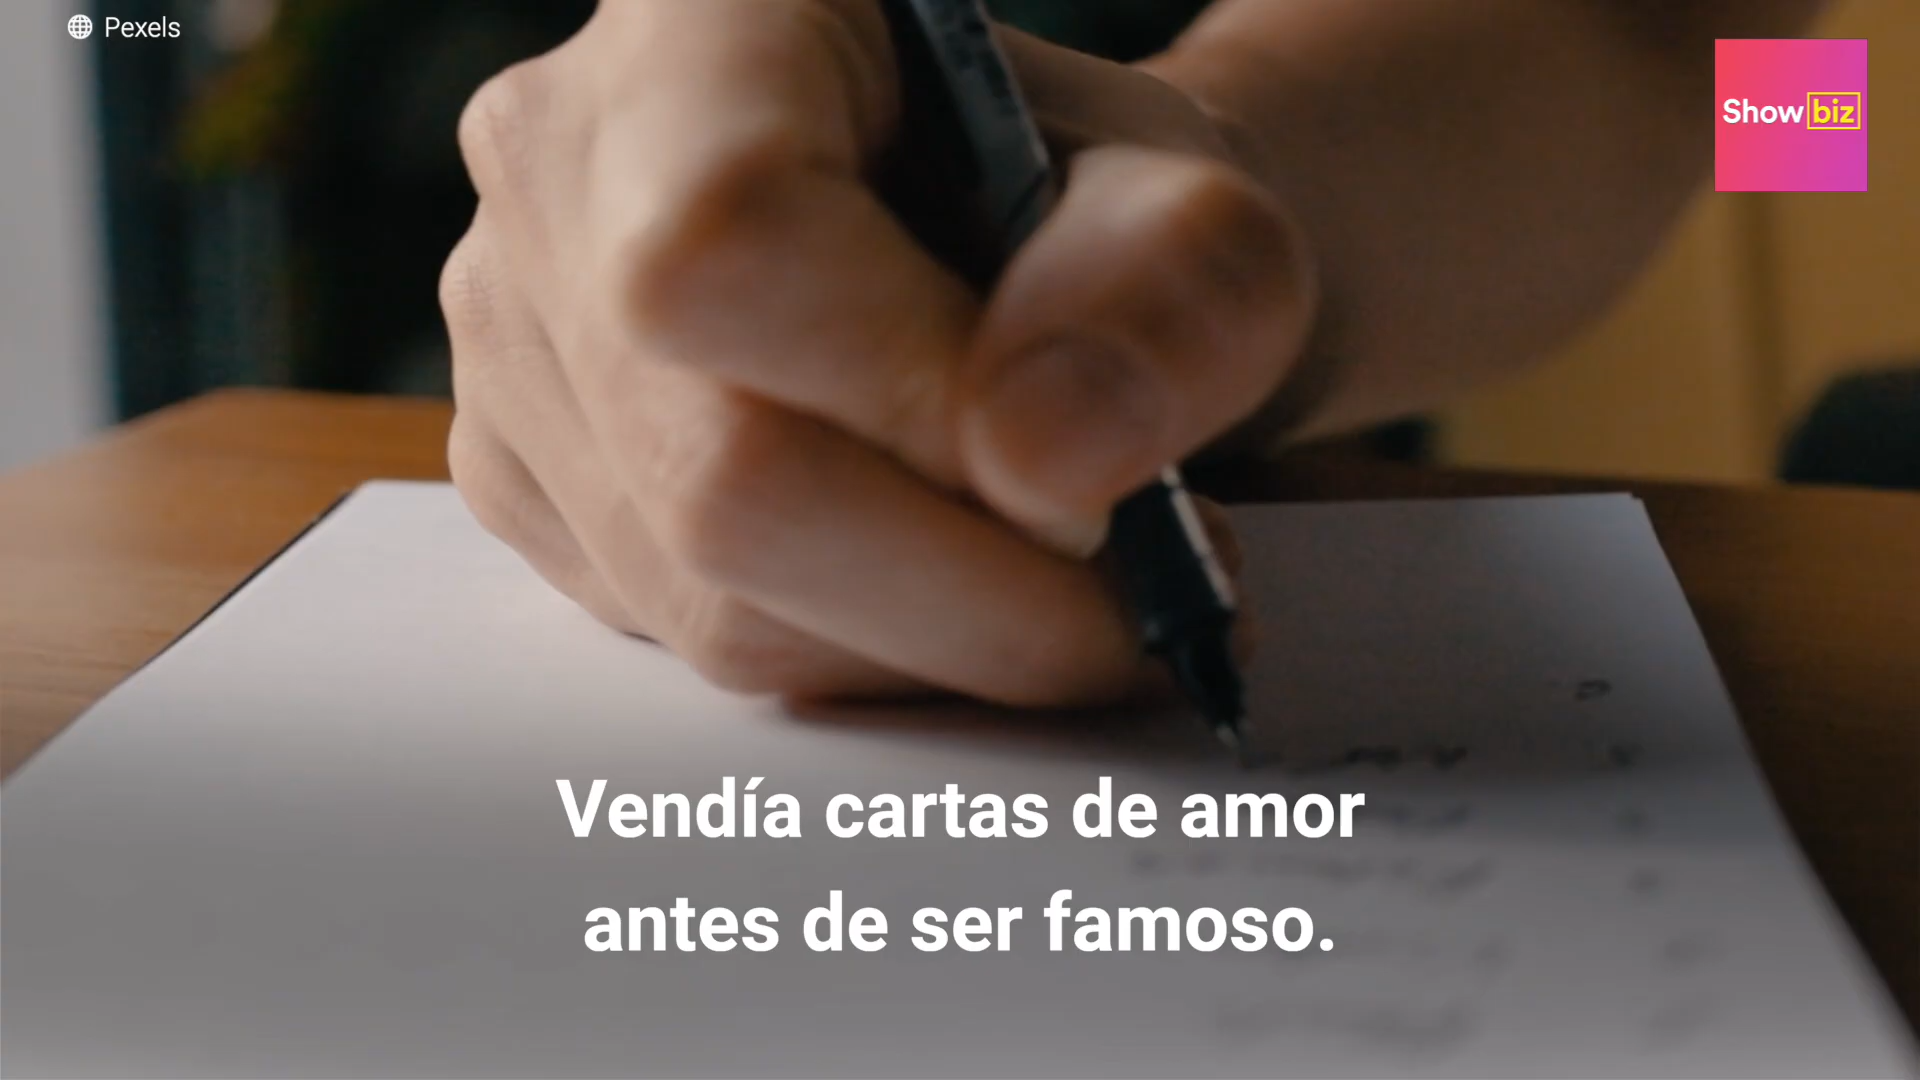 Pexels
Show biz
Vendía cartas de amor
antes de ser famoso.